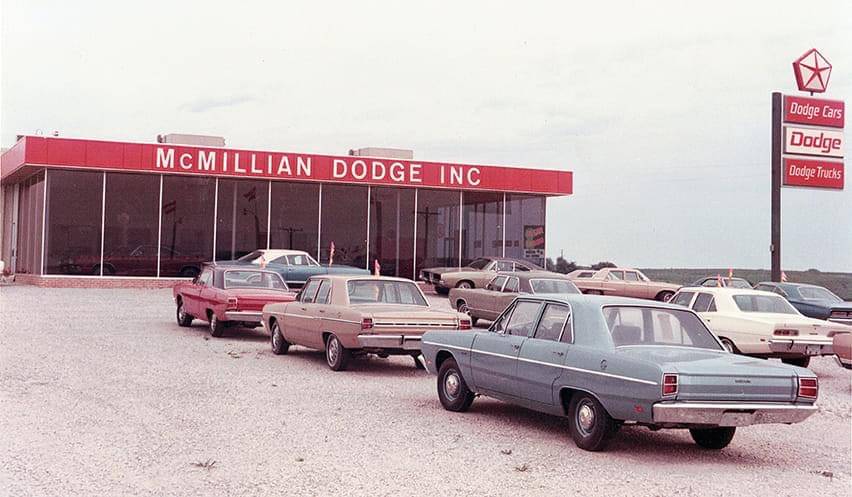 McMILLIAN DODGE INC
Dodge Cars
Dodge
Dodge Trucks